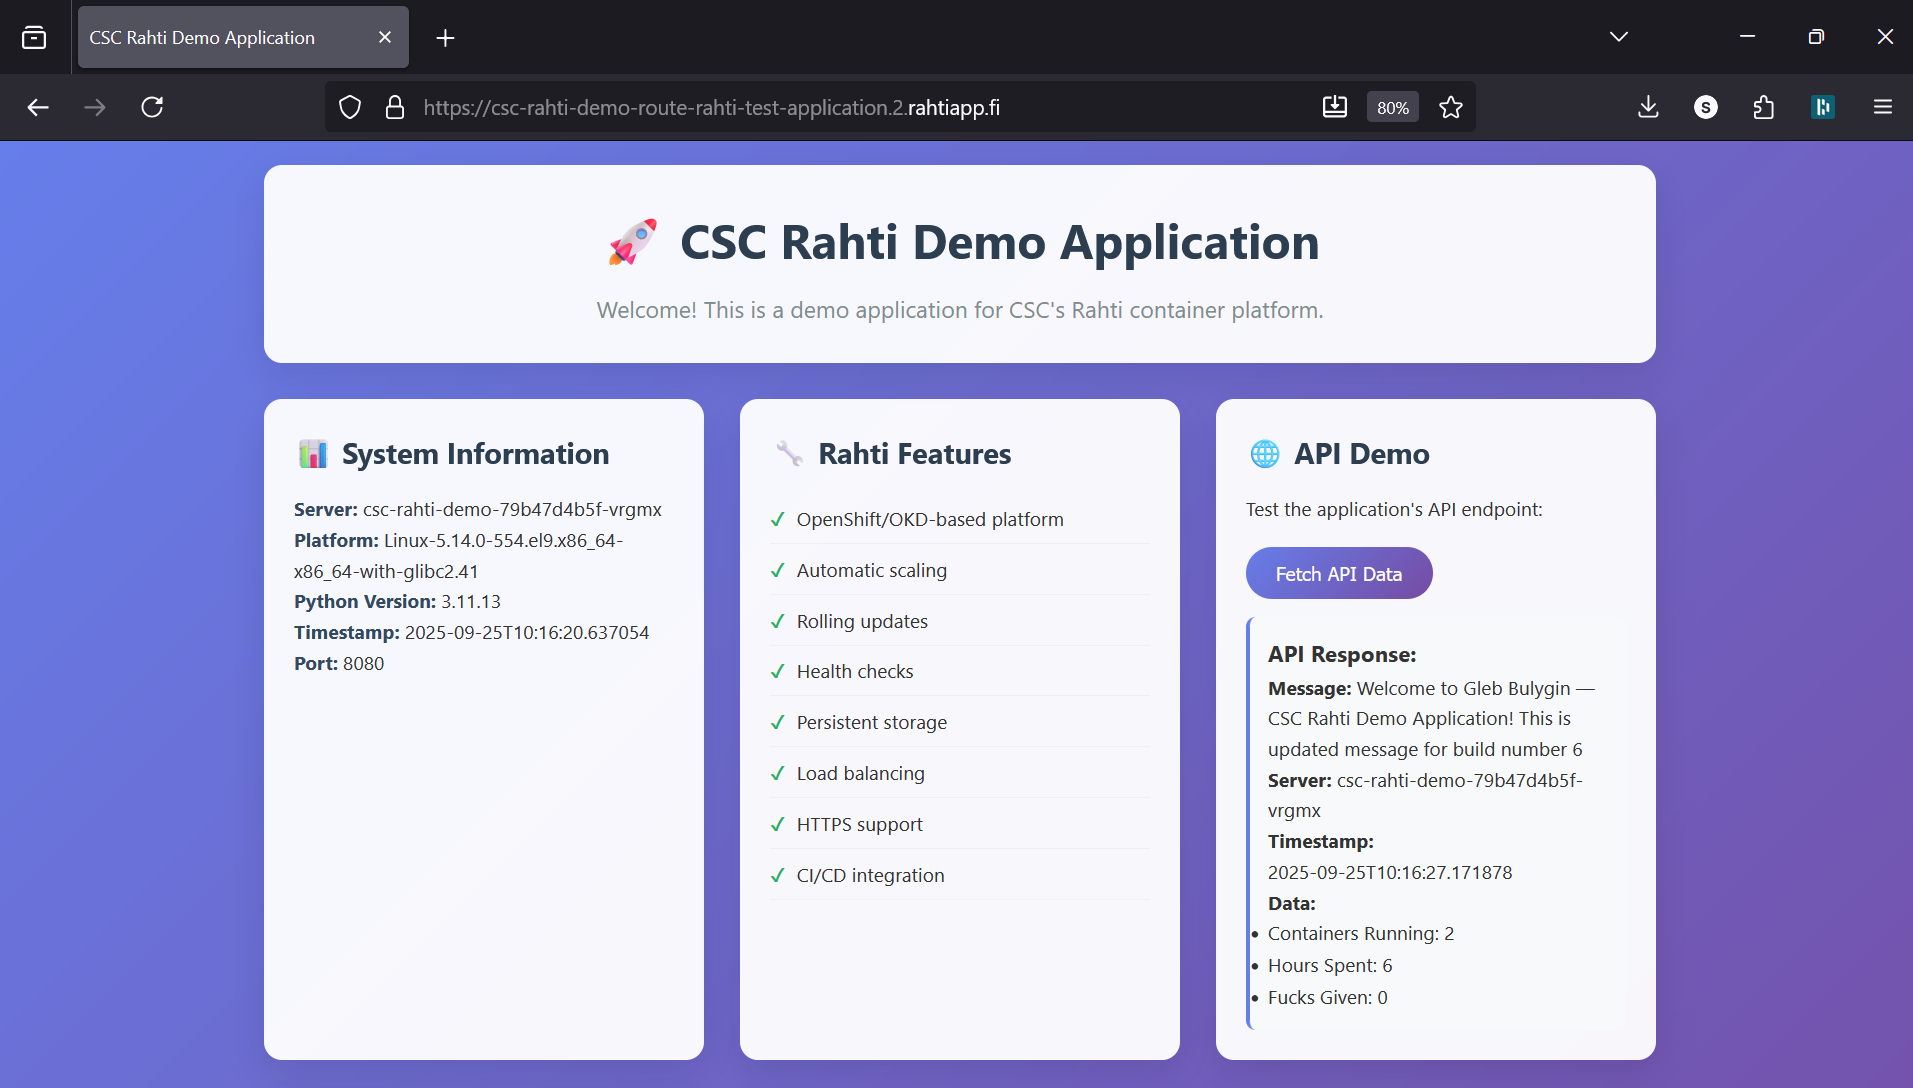 CSC Rahti Demo Application
https://csc-rahti-demo-route-rahti-test-application.2.rahtiapp.fi
80%
S
CSC Rahti Demo Application
Welcome! This is a demo application for CSC's Rahti container platform.
System Information
Server: csc-rahti-demo-79b47d4b5f-vrgmx
Platform: Linux-5.14.0-554.el9.x86_64-
x86_64-with-glibc2.41
Python Version: 3.11.13
Timestamp: 2025-09-25T10:16:20.637054
Port: 8080
Rahti Features
✓ OpenShift/OKD-based platform
✓ Automatic scaling
✓ Rolling updates
✓ Health checks
✓ Persistent storage
✓ Load balancing
✓ HTTPS support
✓ CI/CD integration
API Demo
Test the application's API endpoint:
Fetch API Data
API Response:
Message: Welcome to Gleb Bulygin —
CSC Rahti Demo Application! This is
updated message for build number 6
Server: csc-rahti-demo-79b47d4b5f-
vrgmx
Timestamp:
2025-09-25T10:16:27.171878
Data:
• Containers Running: 2
• Hours Spent: 6
• Fucks Given: 0